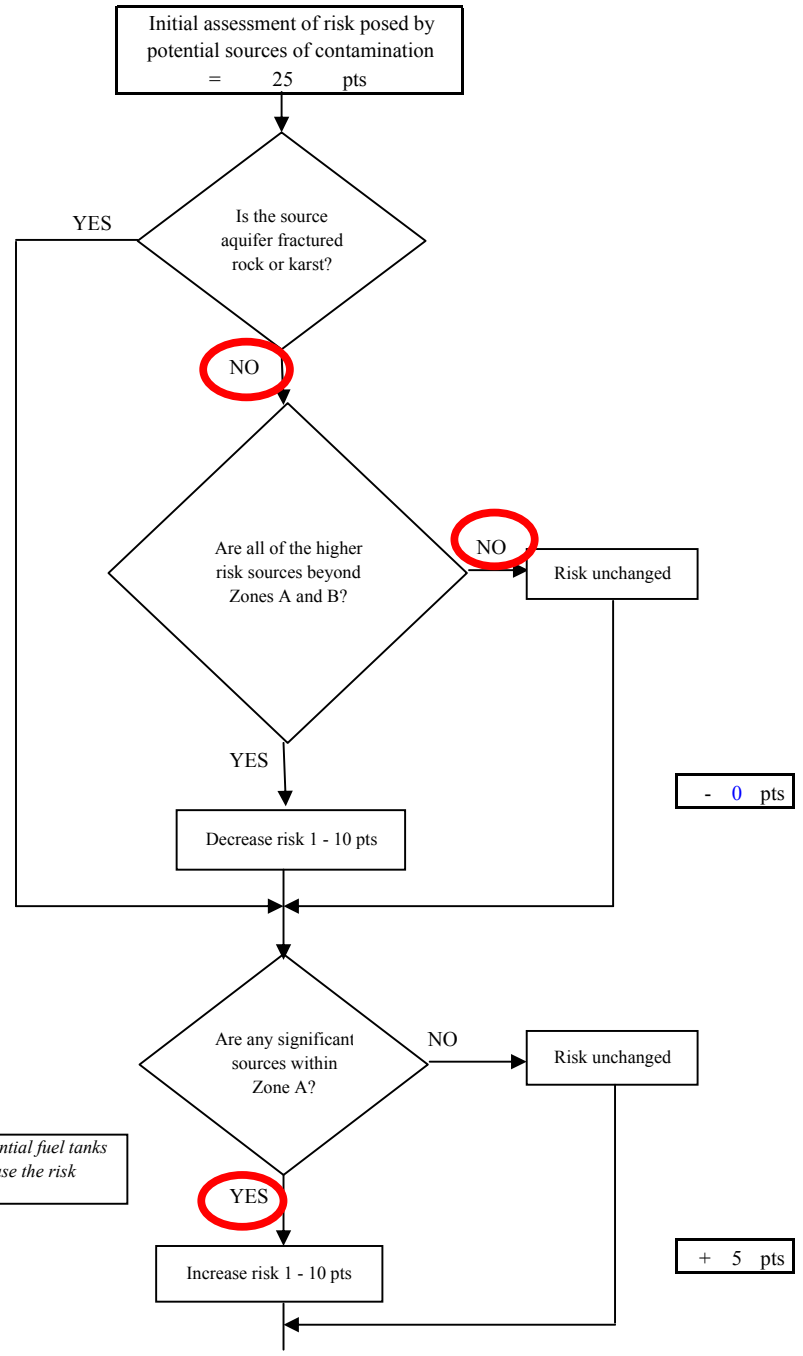 Initial assessment of risk posed by
potential sources of contamination
= 25 pts
YES
Is the source
aquifer fractured
rock or karst?
NO
Are all of the higher
risk sources beyond
Zones A and B?
NO
Risk unchanged
YES
- 0 pts
Decrease risk 1 - 10 pts
Are any significant
sources within
Zone A?
NO
Risk unchanged
fuel tanks
the risk
YES
+ 5 pts
Increase risk 1 - 10 pts